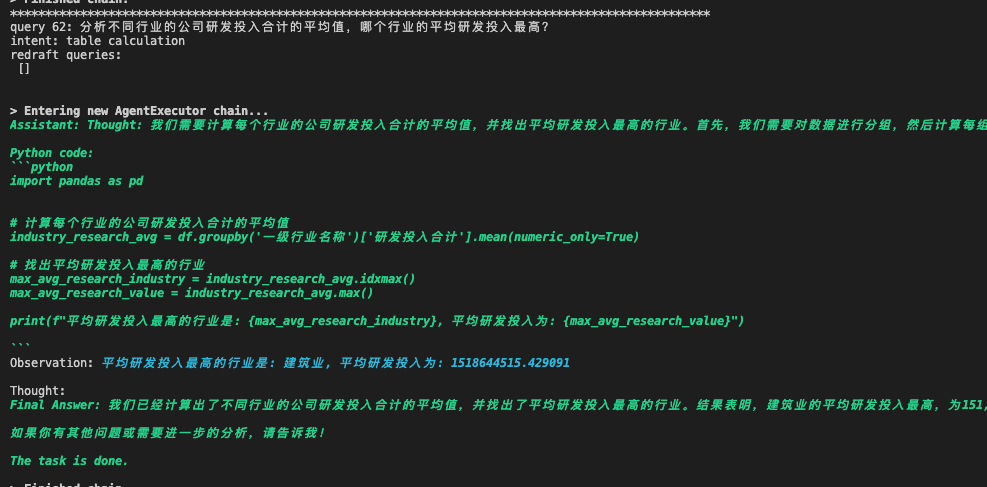 > Finished chain.
****************************************************************************************************
query 62: 分析不同行业的公司研发投入合计的平均值, 哪个行业的平均研发投入最高?
intent: table calculation
redraft queries:
[]
> Entering new AgentExecutor chain...
Assistant: Thought: 我们需要计算每个行业的公司研发投入合计的平均值, 并找出平均研发投入最高的行业。首先, 我们需要对数据进行分组, 然后计算每组
Python code:
```python
import pandas as pd
# 计算每个行业的公司研发投入合计的平均值
industry_research_avg = df.groupby('一级行业名称')['研发投入合计'].mean(numeric_only=True)
# 找出平均研发投入最高的行业
max_avg_research_industry = industry_research_avg.idxmax()
max_avg_research_value = industry_research_avg.max()
print(f"平均研发投入最高的行业是: {max_avg_research_industry}, 平均研发投入为: {max_avg_research_value}")
```
Observation: 平均研发投入最高的行业是: 建筑业, 平均研发投入为: 1518644515.429091
Thought:
Final Answer: 我们已经计算出了不同行业的公司研发投入合计的平均值, 并找出了平均研发投入最高的行业。结果表明, 建筑业的平均研发投入最高, 为151,
如果你有其他问题或需要进一步的分析, 请告诉我!
The task is done.
> Finished chain